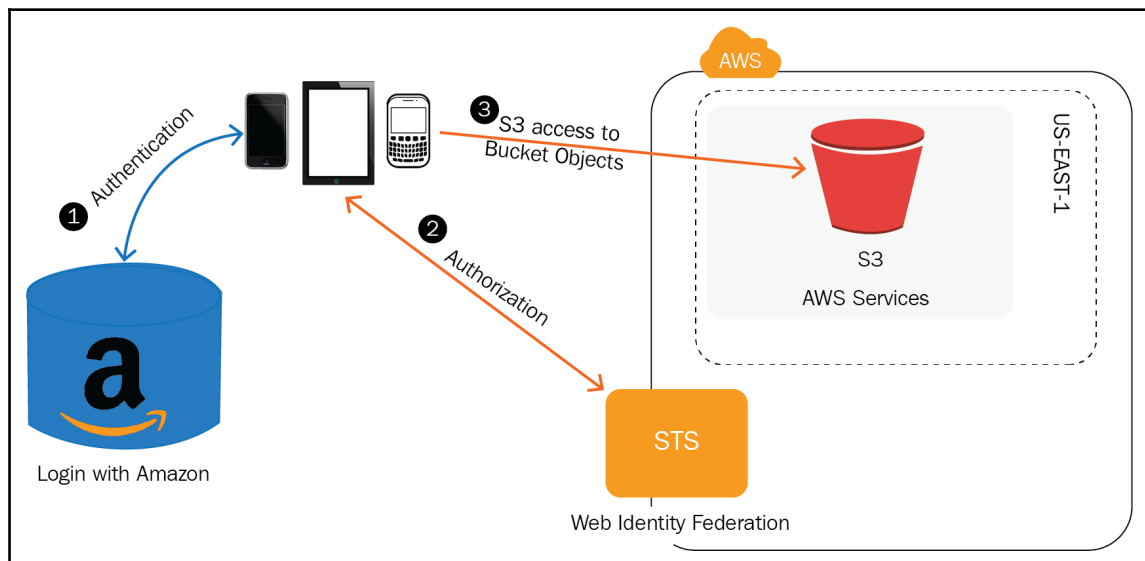 AWS
1
Authentication
3
S3 access to
Bucket Objects
US-EAST-1
2
Authorization
S3
AWS Services
a
Login with Amazon
STS
Web Identity Federation